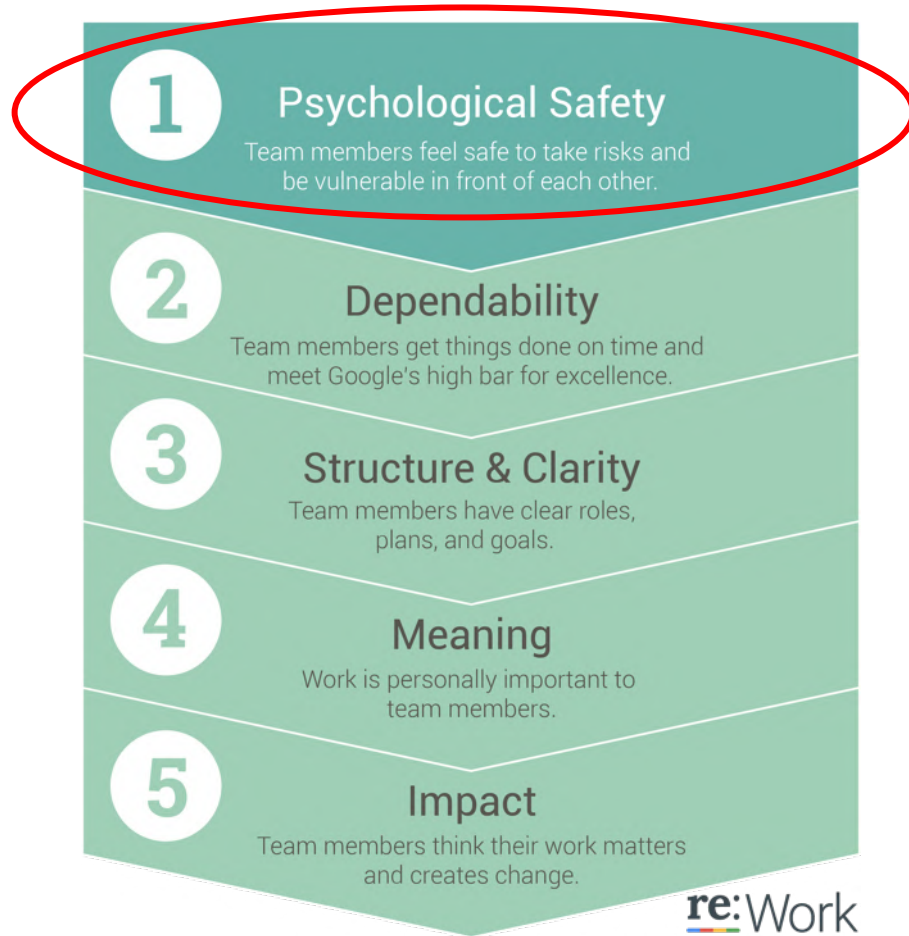 1
Psychological Safety
Team members feel safe to take risks and
be vulnerable in front of each other.
2
Dependability
Team members get things done on time and
meet Google's high bar for excellence.
3
Structure & Clarity
Team members have clear roles,
plans, and goals.
4
Meaning
Work is personally important to
team members.
5
Impact
Team members think their work matters
and creates change.
re:Work